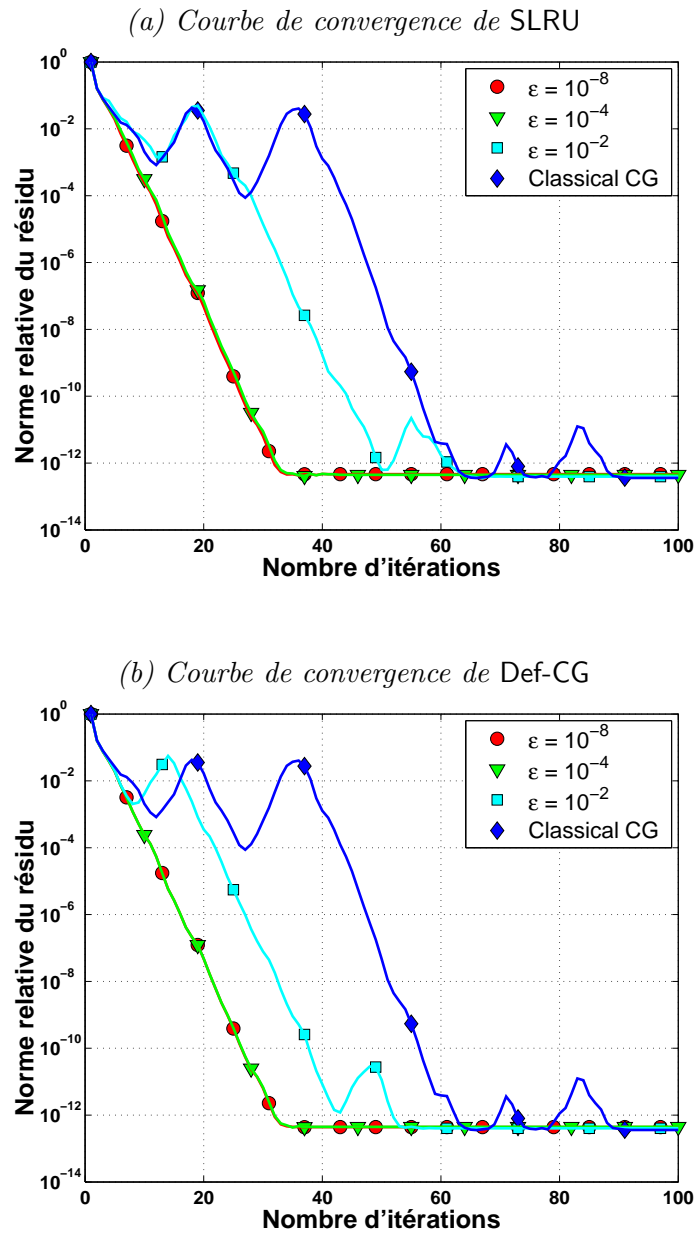 (a) Courbe de convergence de SLRU
10⁰
10⁻²
10⁻⁴
10⁻⁶
10⁻⁸
10⁻¹⁰
10⁻¹²
10⁻¹⁴
Norme relative du résidu
ε = 10⁻⁸
ε = 10⁻⁴
ε = 10⁻²
Classical CG
0 20 40 60 80 100
Nombre d'itérations
(b) Courbe de convergence de Def-CG
10⁰
10⁻²
10⁻⁴
10⁻⁶
10⁻⁸
10⁻¹⁰
10⁻¹²
10⁻¹⁴
Norme relative du résidu
ε = 10⁻⁸
ε = 10⁻⁴
ε = 10⁻²
Classical CG
0 20 40 60 80 100
Nombre d'itérations